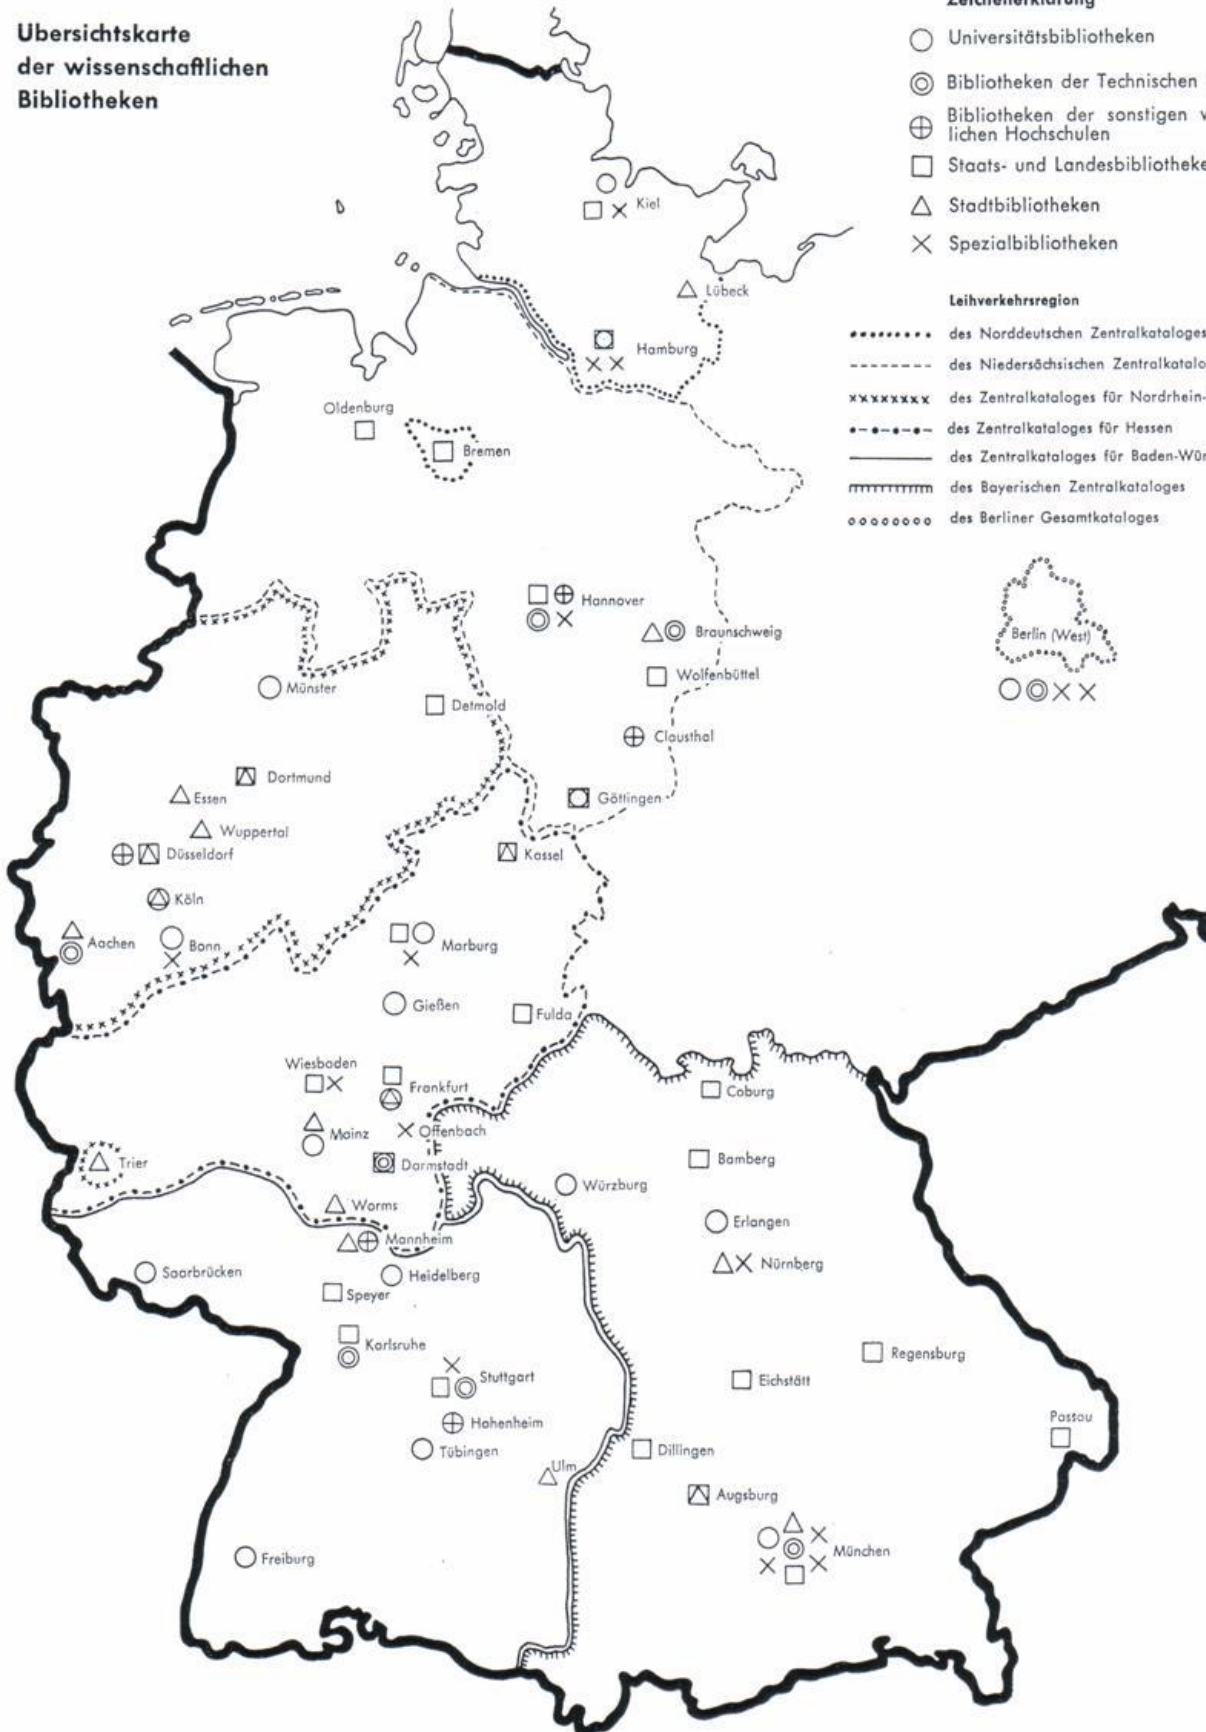 Übersichtskarte
der wissenschaftlichen
Bibliotheken
Zeichenerklärung
Universitätsbibliotheken
Bibliotheken der Technischen
Bibliotheken der sonstigen w
lichen Hochschulen
Staats- und Landesbibliotheke
Stadtbibliotheken
Spezialbibliotheken
Leihverkehrsregion
des Norddeutschen Zentralkataloges
des Niedersächsischen Zentralkatalo
des Zentralkataloges für Nordrhein-
des Zentralkataloges für Hessen
des Zentralkataloges für Baden-Wür
des Bayerischen Zentralkataloges
des Berliner Gesamtkataloges
Kiel
Lübeck
Hamburg
Oldenburg
Bremen
Hannover
Braunschweig
Berlin (West)
Wolfenbüttel
Münster
Detmold
Clausthal
Dortmund
Essen
Göttingen
Wuppertal
Düsseldorf
Kassel
Köln
Aachen
Bonn
Marburg
Gießen
Fulda
Wiesbaden
Frankfurt
Coburg
Mainz
Offenbach
Trier
Darmstadt
Bamberg
Würzburg
Worms
Erlangen
Mannheim
Nürnberg
Saarbrücken
Heidelberg
Speyer
Karlsruhe
Regensburg
Stuttgart
Eichstätt
Hohenheim
Passau
Tübingen
Dillingen
Ulm
Augsburg
München
Freiburg